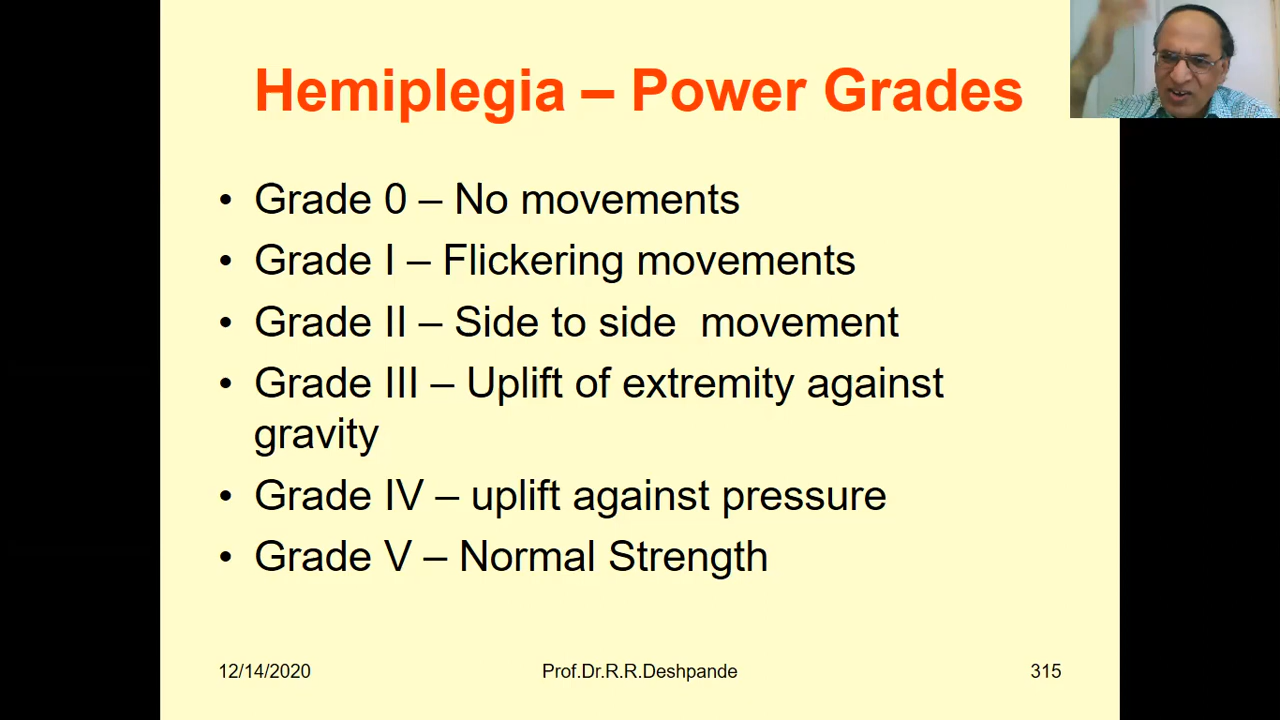 Hemiplegia – Power Grades
• Grade 0 – No movements
• Grade I – Flickering movements
• Grade II – Side to side  movement
• Grade III – Uplift of extremity against
gravity
• Grade IV – uplift against pressure
• Grade V – Normal Strength
12/14/2020 Prof.Dr.R.R.Deshpande 315